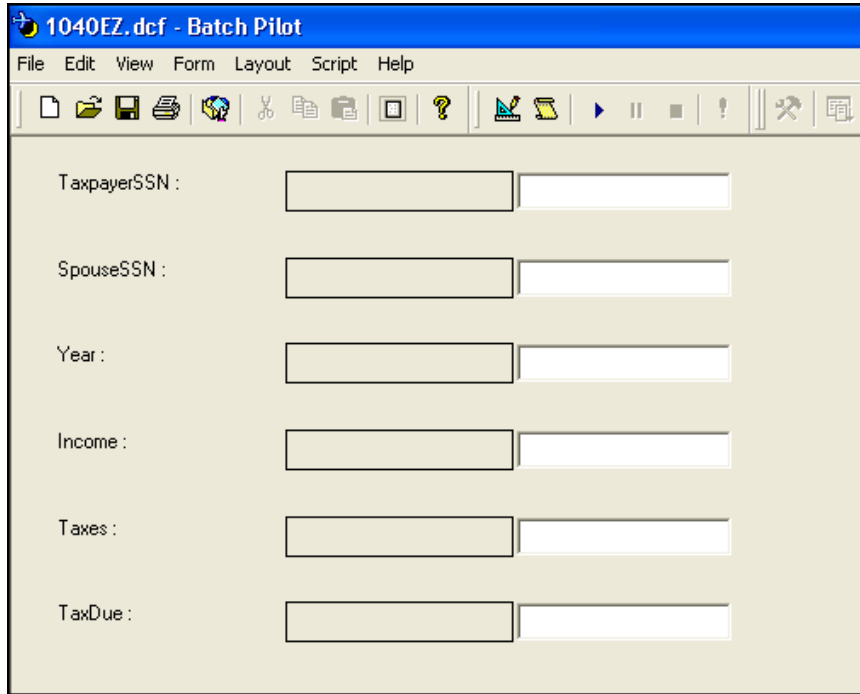 1040EZ.dcf - Batch Pilot
File Edit View Form Layout Script Help
TaxpayerSSN :
SpouseSSN :
Year :
Income :
Taxes :
TaxDue :